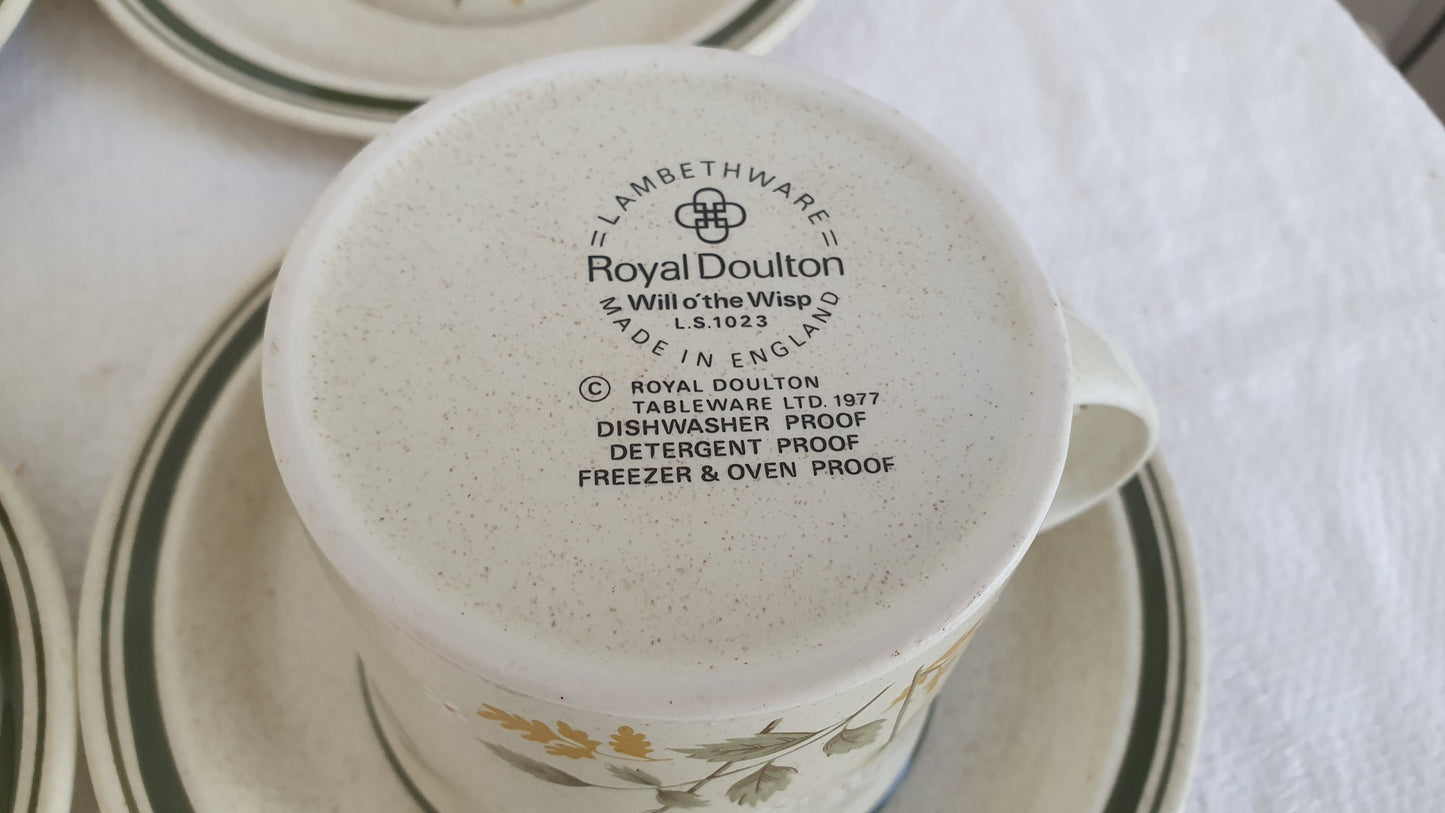 =LAMBETHWARE=
Royal Doulton
Will o'the Wisp
L.S.1023
MADE IN ENGLAND
© ROYAL DOULTON
TABLEWARE LTD. 1977
DISHWASHER PROOF
DETERGENT PROOF
FREEZER & OVEN PROOF